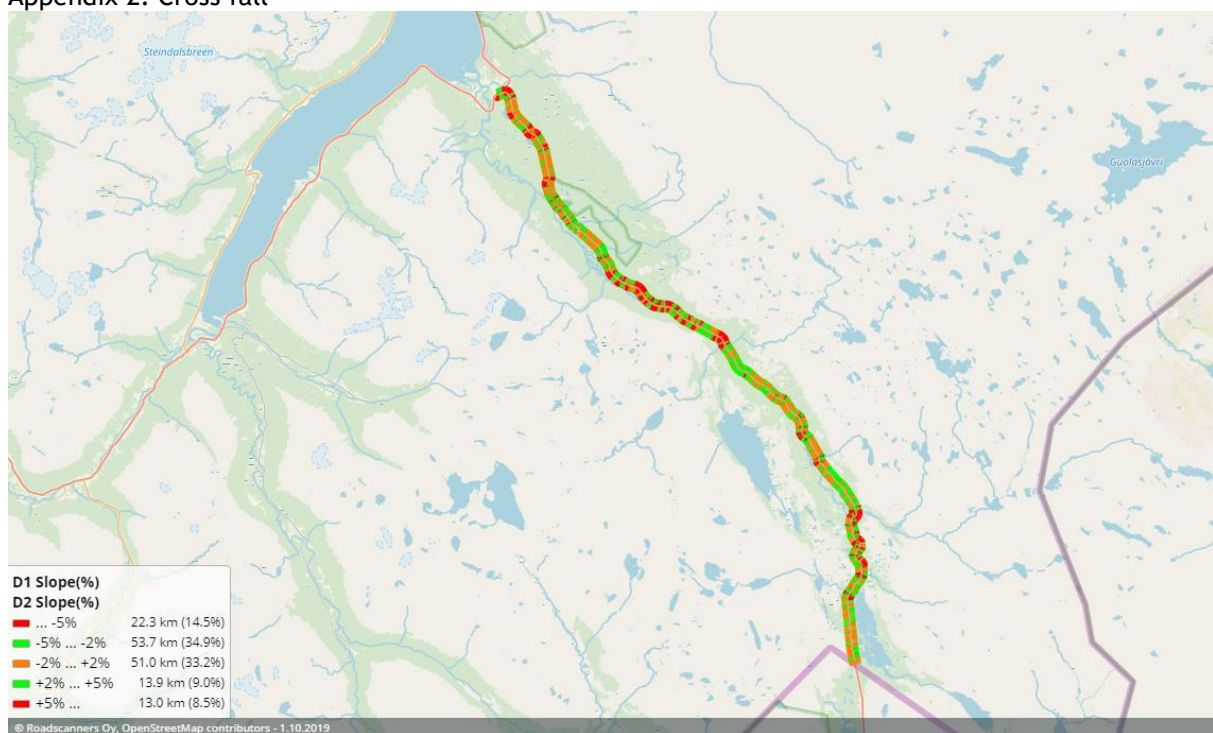 Appendix 2: Cross fall
Steindalsbreen
Guolasjávri
D1 Slope(%)
D2 Slope(%)
... -5% 22.3 km (14.5%)
-5% ... -2% 53.7 km (34.9%)
-2% ... +2% 51.0 km (33.2%)
+2% ... +5% 13.9 km (9.0%)
+5% ... 13.0 km (8.5%)
© Roadscanners Oy, OpenStreetMap contributors - 1.10.2019